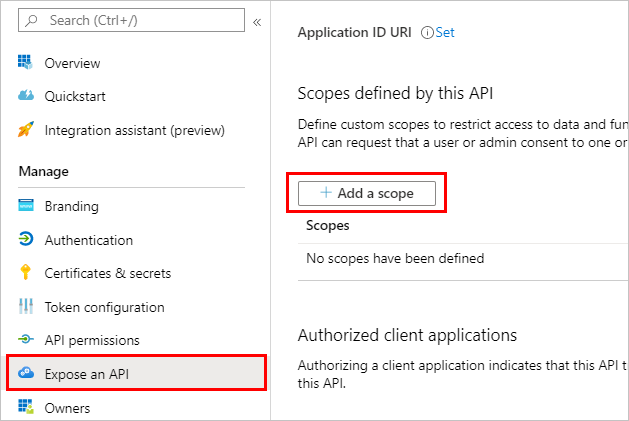 Search (Ctrl+/)
«
Overview
Quickstart
Integration assistant (preview)
Manage
Branding
Authentication
Certificates & secrets
Token configuration
API permissions
Expose an API
Owners
Application ID URI Set
Scopes defined by this API
Define custom scopes to restrict access to data and fun
API can request that a user or admin consent to one or
+ Add a scope
Scopes
No scopes have been defined
Authorized client applications
Authorizing a client application indicates that this API t
this API.